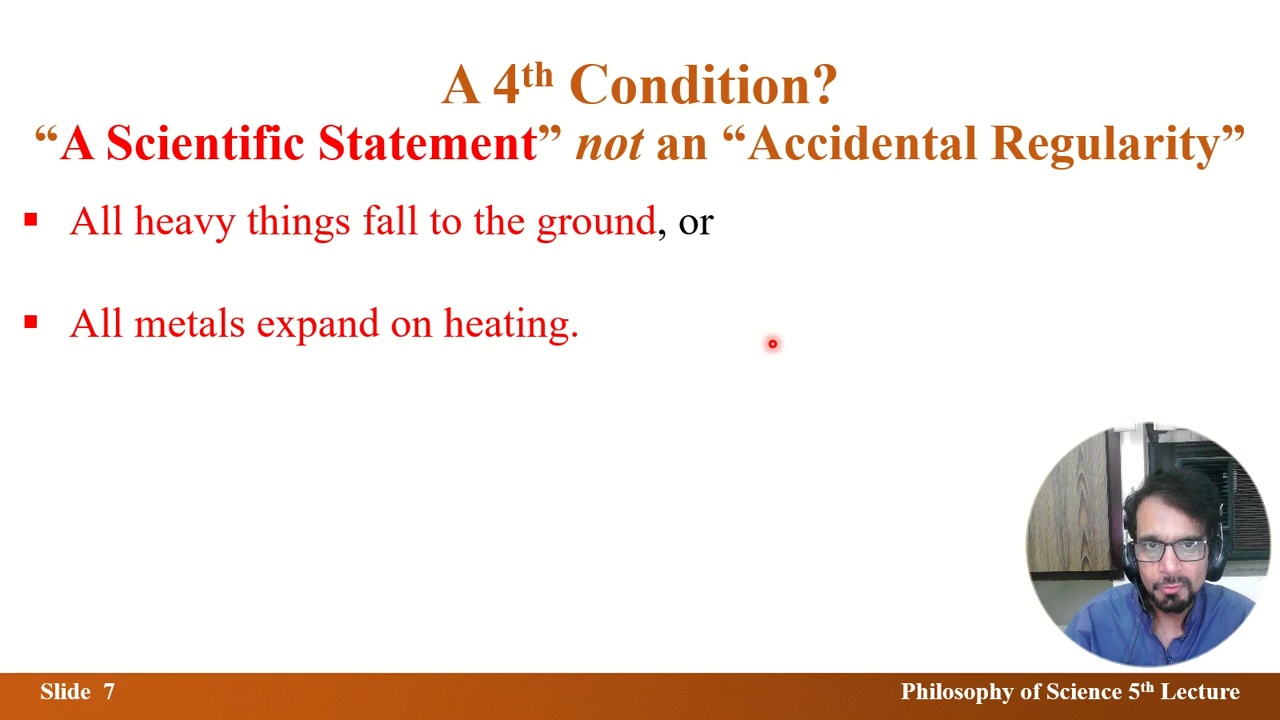 A 4th Condition?
“A Scientific Statement” not an “Accidental Regularity”
▪ All heavy things fall to the ground, or
▪ All metals expand on heating.
Slide 7
Philosophy of Science 5th Lecture